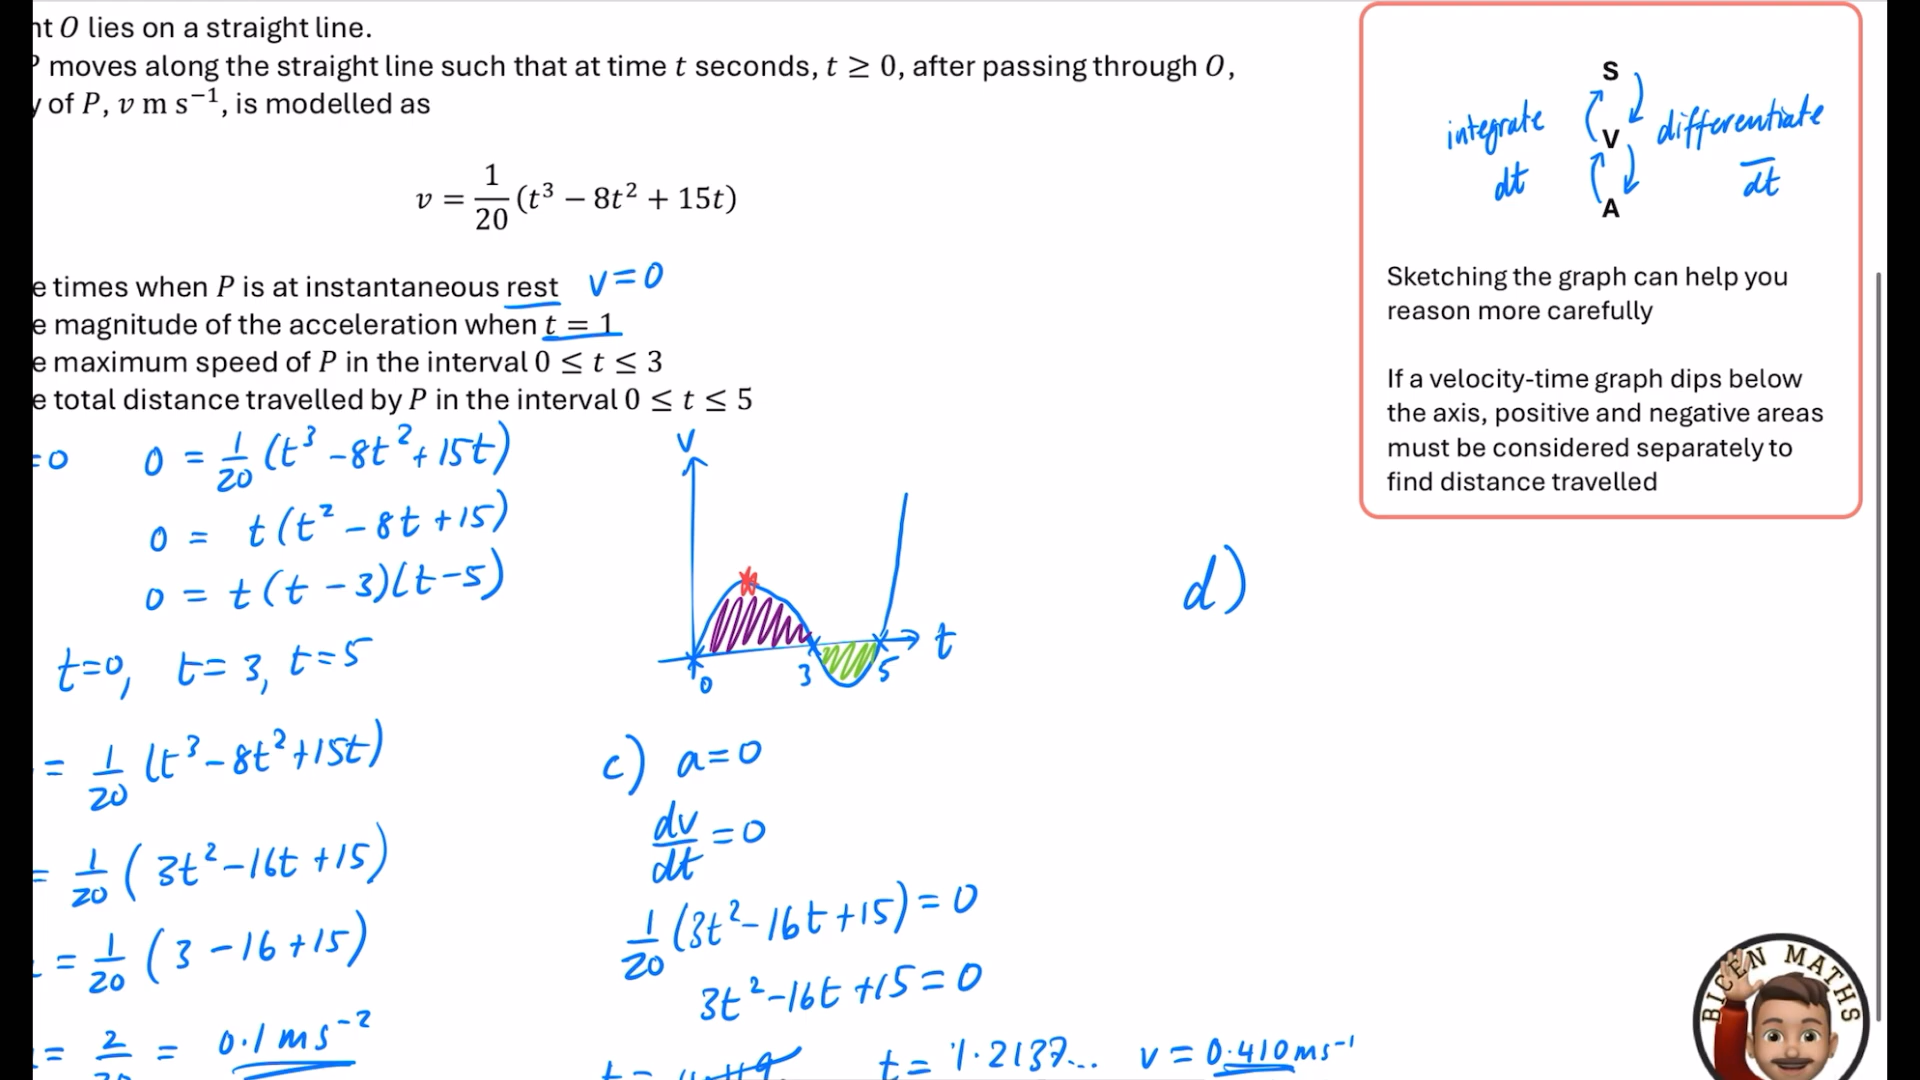 nt O lies on a straight line.
P moves along the straight line such that at time t seconds, t ≥ 0, after passing through O,
y of P, v m s⁻¹, is modelled as
v = 1/20 (t³ − 8t² + 15t)
e times when P is at instantaneous rest v=0
e magnitude of the acceleration when t = 1
e maximum speed of P in the interval 0 ≤ t ≤ 3
e total distance travelled by P in the interval 0 ≤ t ≤ 5
=0 0 = 1/20 (t³ -8t² + 15t)
0 = t(t² - 8t +15)
0 = t(t - 3)(t-5)
t=0, t= 3, t=5
= 1/20 (t³ -8t² +15t)
= 1/20 ( 3t² -16t +15)
= 1/20 ( 3 -16 +15)
= 2/20 = 0.1 ms⁻²
v
0 3 5 t
c) a=0
dv/dt = 0
1/20 (3t² -16t +15) = 0
3t² -16t +15 = 0
t = 1.2137... v = 0.410 ms⁻¹
d)
S
integrate V differentiate
dt A dt
Sketching the graph can help you
reason more carefully
If a velocity-time graph dips below
the axis, positive and negative areas
must be considered separately to
find distance travelled
BICEN MATHS